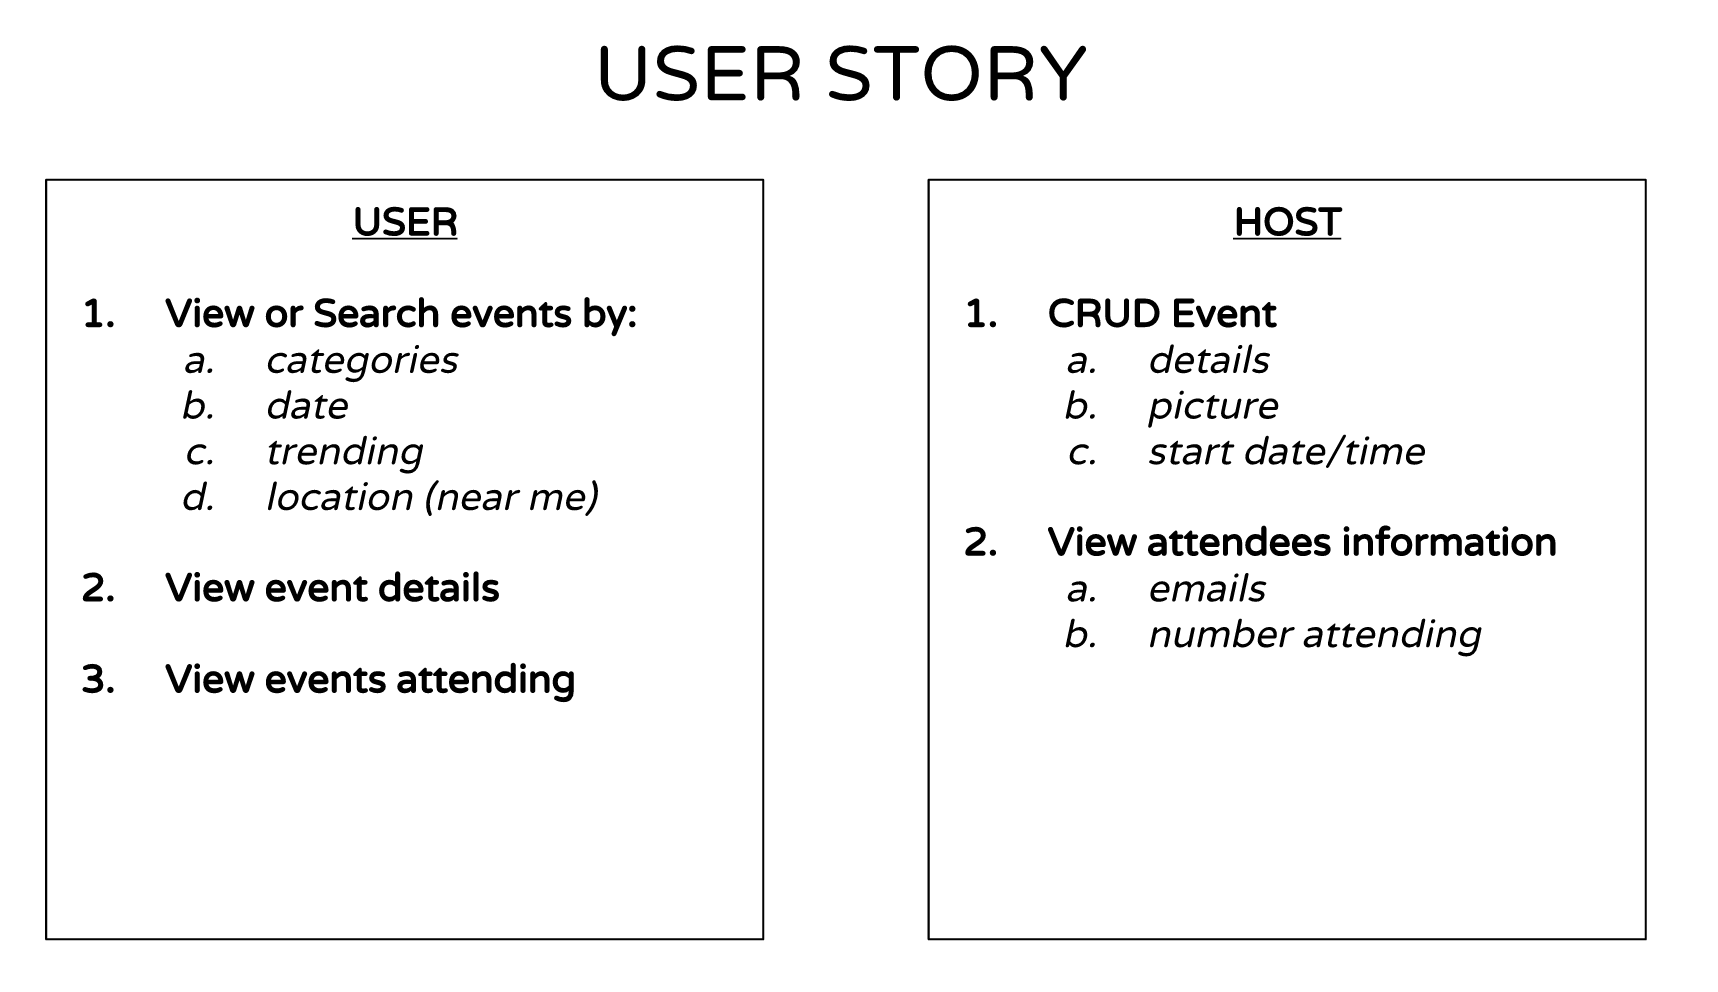 USER STORY
USER
1. View or Search events by:
a. categories
b. date
c. trending
d. location (near me)
2. View event details
3. View events attending
HOST
1. CRUD Event
a. details
b. picture
c. start date/time
2. View attendees information
a. emails
b. number attending